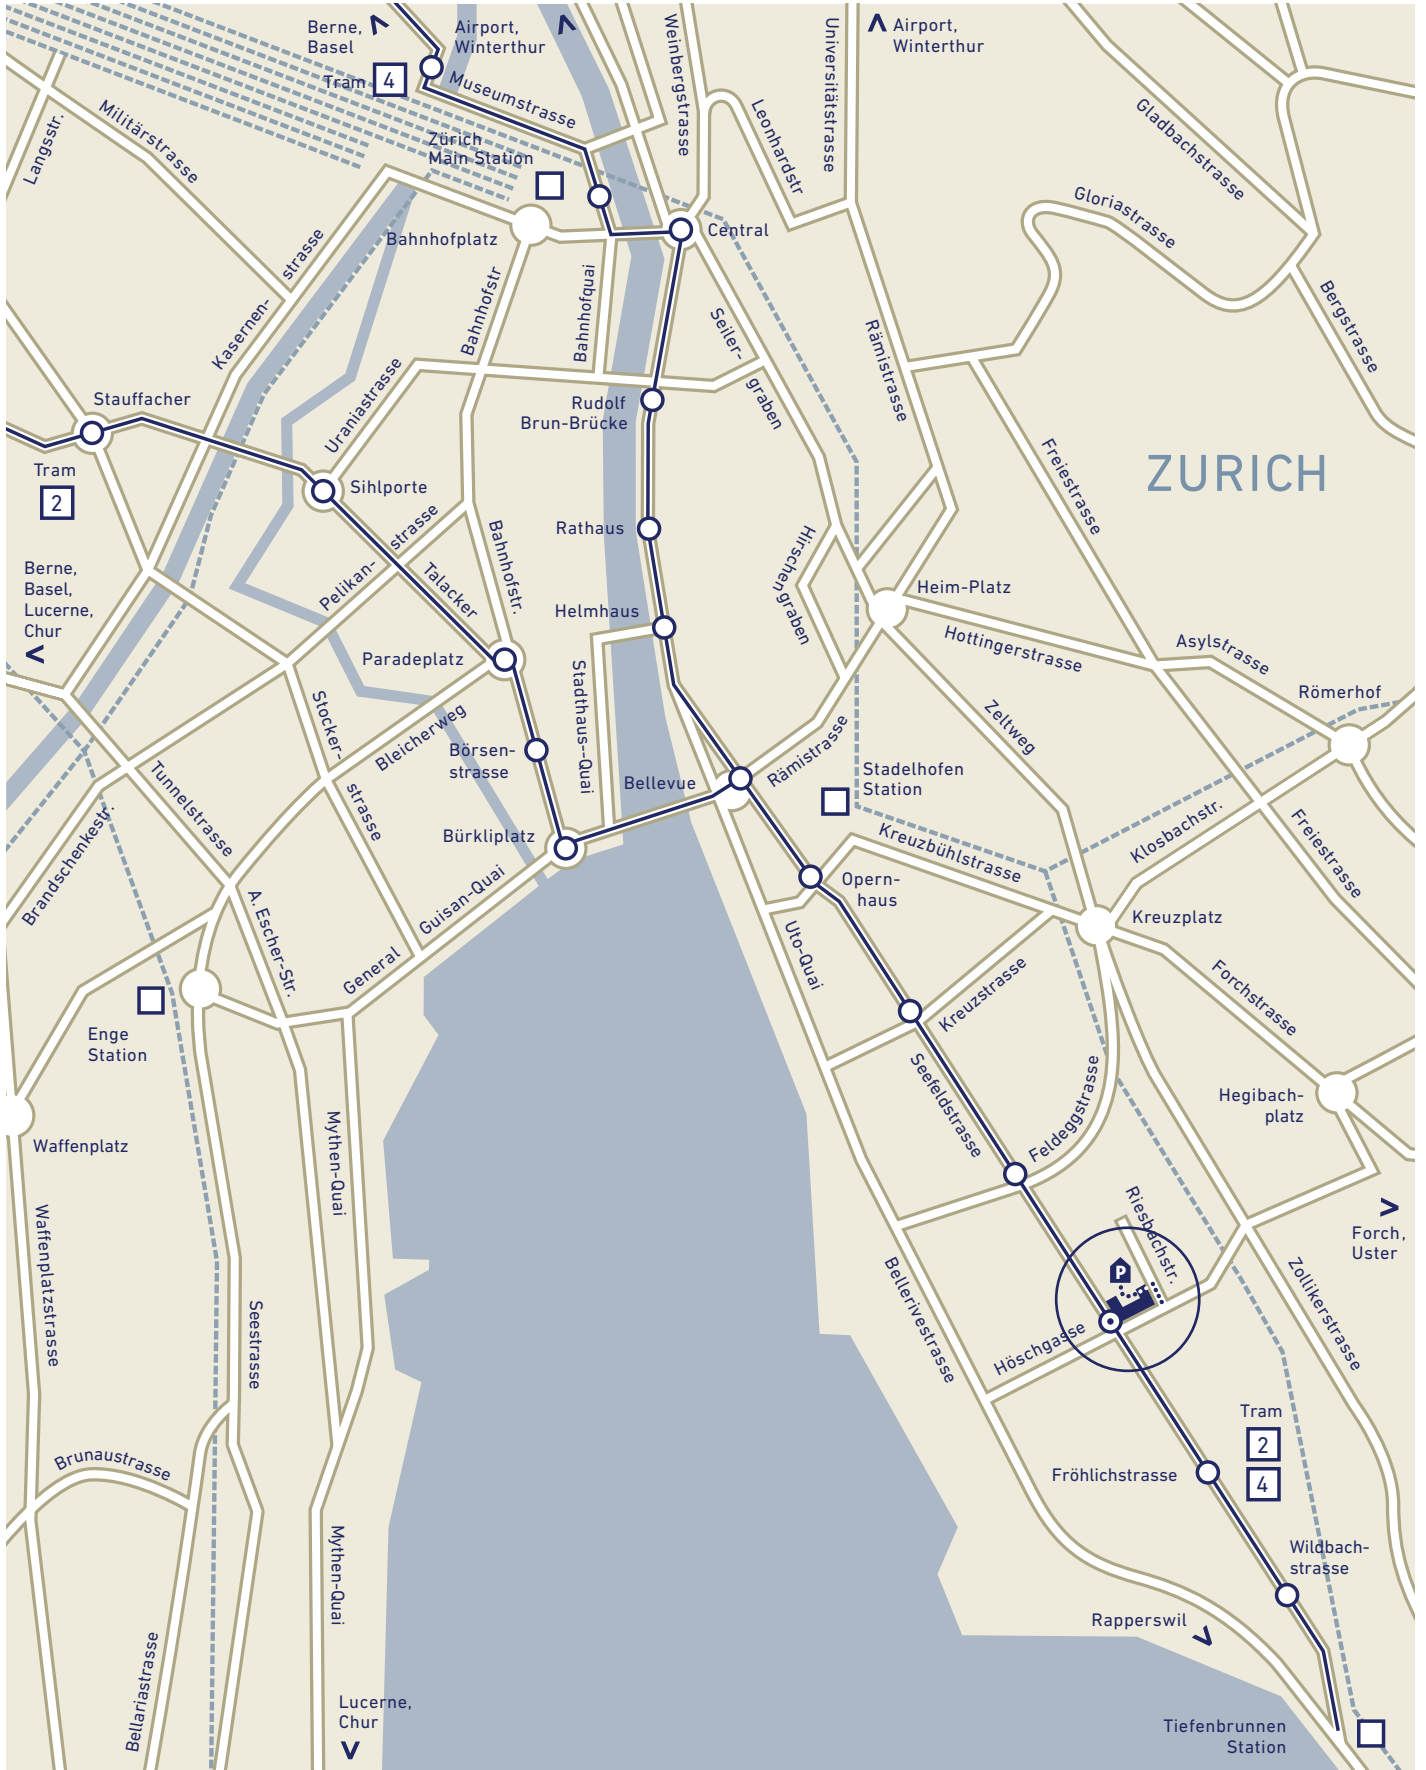 Berne,
Basel
Tram 4
Airport,
Winterthur
Museumstrasse
Weinbergstrasse
Universitätstrasse
Airport,
Winterthur
Leonhardstr
Gladbachstrasse
Gloriastrasse
Bergstrasse
Langstr.
Militärstrasse
Zürich
Main Station
Bahnhofplatz
Central
Kasernen-
strasse
Bahnhofstr
Bahnhofquai
Seiler-
graben
Rämistrasse
Uraniastrasse
Stauffacher
Tram
2
Rudolf
Brun-Brücke
Freiestrasse
ZURICH
Sihlporte
Pelikan-
strasse
Talacker
Bahnhofstr.
Rathaus
Hirschen
graben
Berne,
Basel,
Lucerne,
Chur
Helmhaus
Heim-Platz
Hottingerstrasse
Asylstrasse
Römerhof
Paradeplatz
Stocker-
strasse
Bleicherweg
Börsen-
strasse
Stadthaus--Quai
Bellevue
Rämistrasse
Zeltweg
Stadelhofen
Station
Tunnelstrasse
Brandschenkestr.
Bürkliplatz
Kreuzbühlstrasse
Klosbachstr.
Freiestrasse
Opern-
haus
Kreuzplatz
A. Escher-Str.
General
Guisan-Quai
Uto-Quai
Kreuzstrasse
Forchstrasse
Enge
Station
Seefeldstrasse
Feldeggstrasse
Hegibach-
platz
Waffenplatz
Mythen-Quai
Waffenplatzstrasse
Seestrasse
Riesbachstr.
Forch,
Uster
P
Bellerivestrasse
Höschgasse
Zollikerstrasse
Tram
2
4
Fröhlichstrasse
Brunaustrasse
Mythen-Quai
Wildbach-
strasse
Rapperswil
Bellariastrasse
Lucerne,
Chur
Tiefenbrunnen
Station